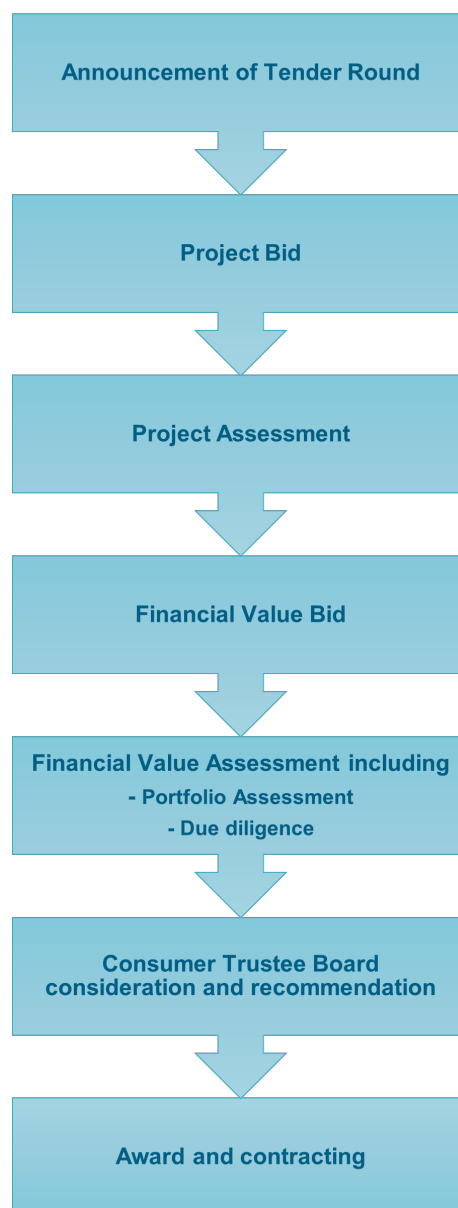 Announcement of Tender Round
Project Bid
Project Assessment
Financial Value Bid
Financial Value Assessment including
- Portfolio Assessment
- Due diligence
Consumer Trustee Board
consideration and recommendation
Award and contracting